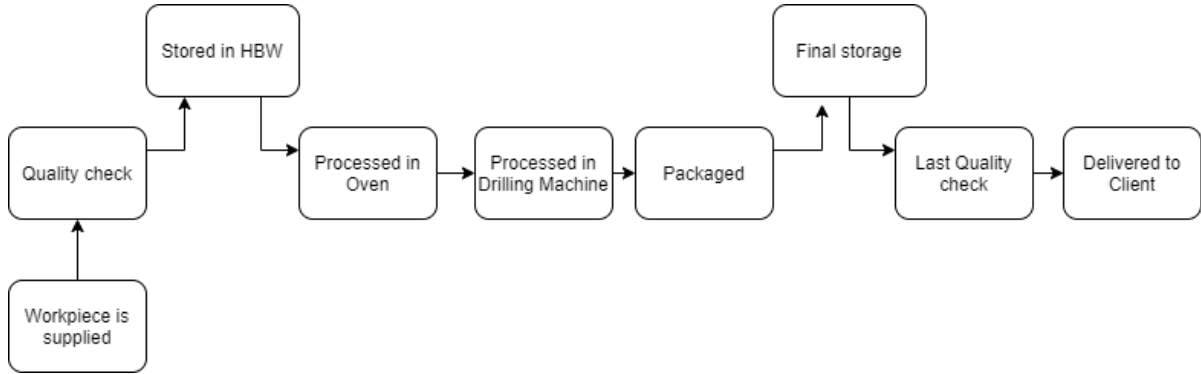 Stored in HBW
Final storage
Quality check
Processed in
Oven
Processed in
Drilling Machine
Packaged
Last Quality
check
Delivered to
Client
Workpiece is
supplied